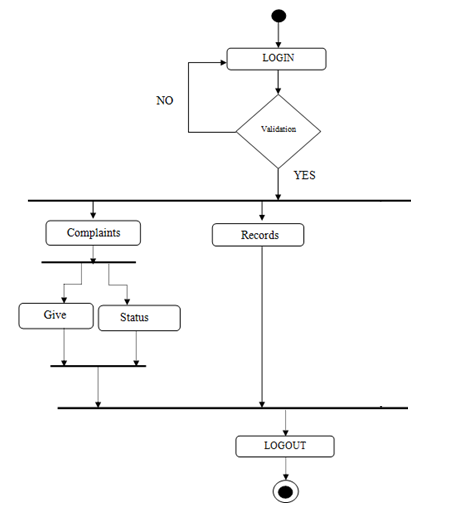 LOGIN
NO
Validation
YES
Complaints
Records
Give
Status
LOGOUT